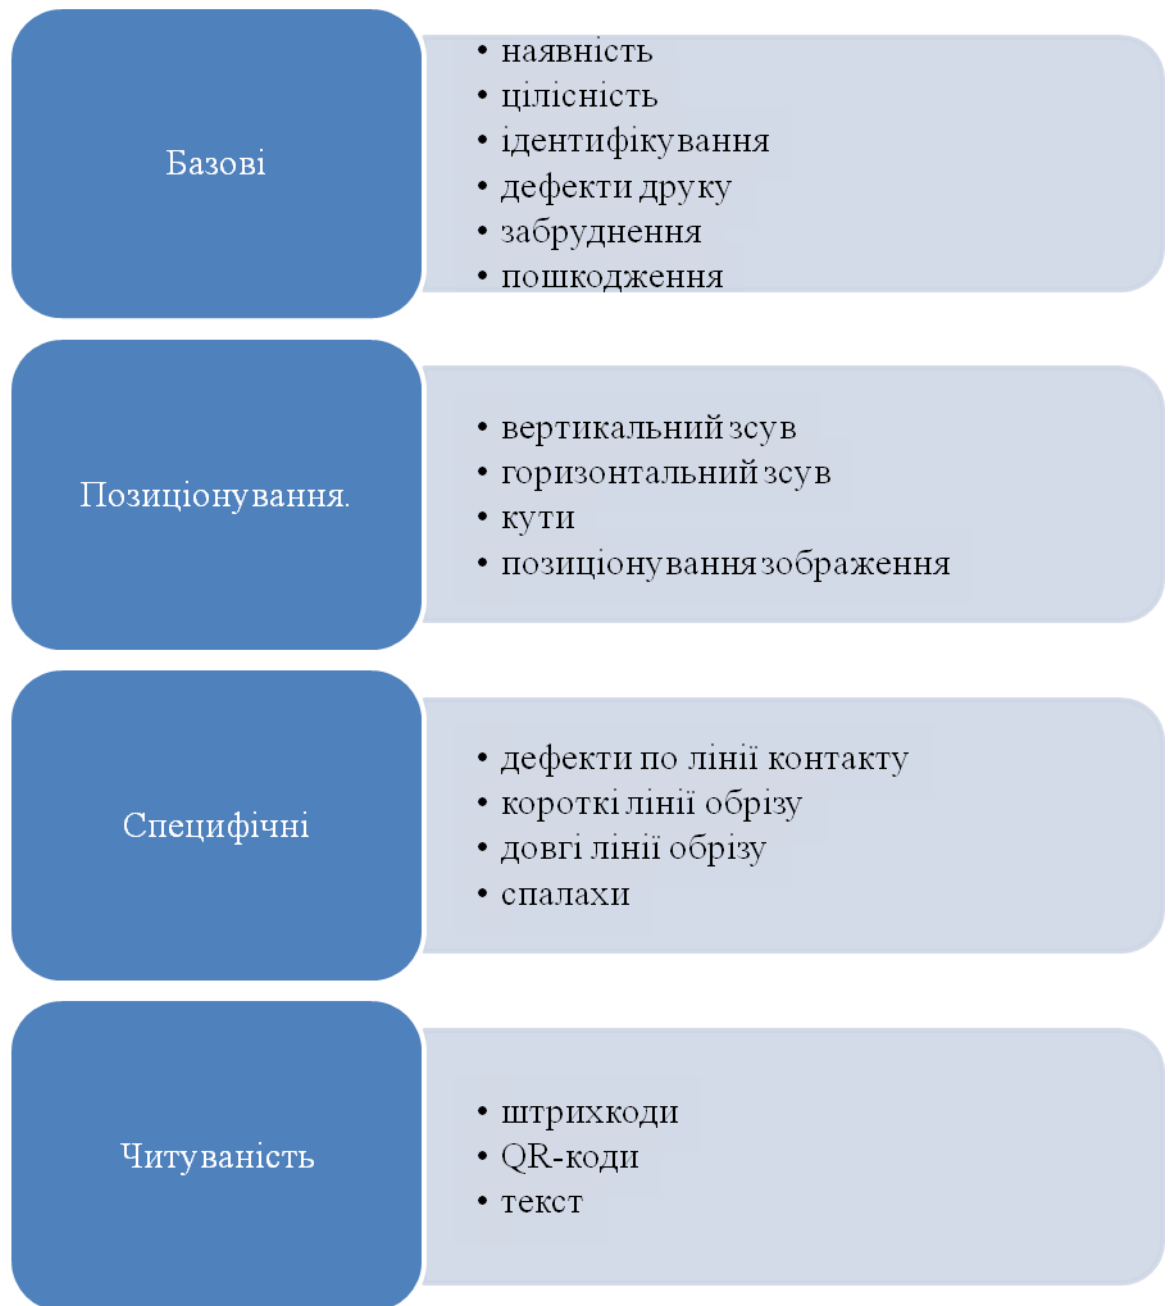 Базові
• наявність
• цілісність
• ідентифікування
• дефекти друку
• забруднення
• пошкодження
Позиціонування.
• вертикальний зсув
• горизонтальний зсув
• кути
• позиціонування зображення
Специфічні
• дефекти по лінії контакту
• короткі лінії обрізу
• довгі лінії обрізу
• спалахи
Читуваність
• штрихкоди
• QR-коди
• текст